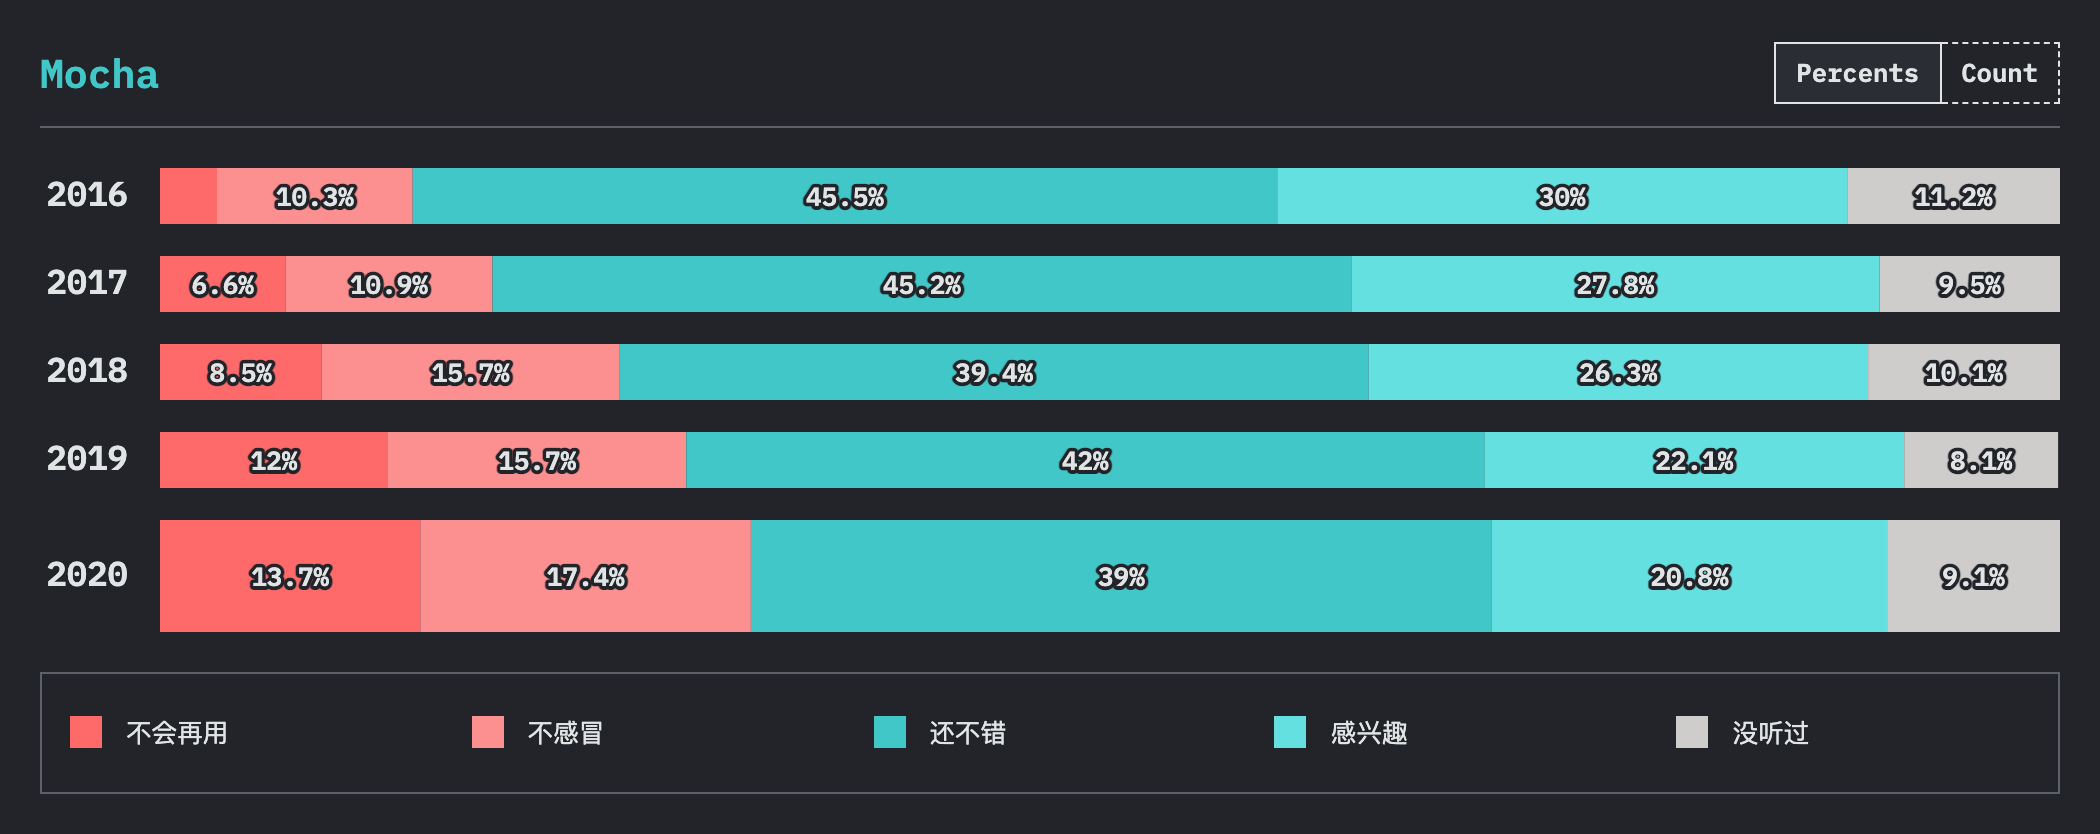 Mocha
Percents Count
2016 10.3% 45.5% 30% 11.2%
2017 6.6% 10.9% 45.2% 27.8% 9.5%
2018 8.5% 15.7% 39.4% 26.3% 10.1%
2019 12% 15.7% 42% 22.1% 8.1%
2020 13.7% 17.4% 39% 20.8% 9.1%
不会再用 不感冒 还不错 感兴趣 没听过